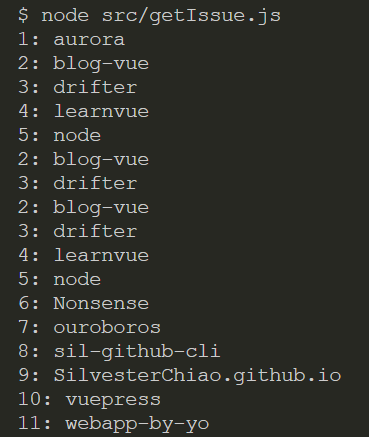 $ node src/getIssue.js
1: aurora
2: blog-vue
3: drifter
4: learnvue
5: node
2: blog-vue
3: drifter
2: blog-vue
3: drifter
4: learnvue
5: node
6: Nonsense
7: ouroboros
8: sil-github-cli
9: SilvesterChiao.github.io
10: vuepress
11: webapp-by-yo